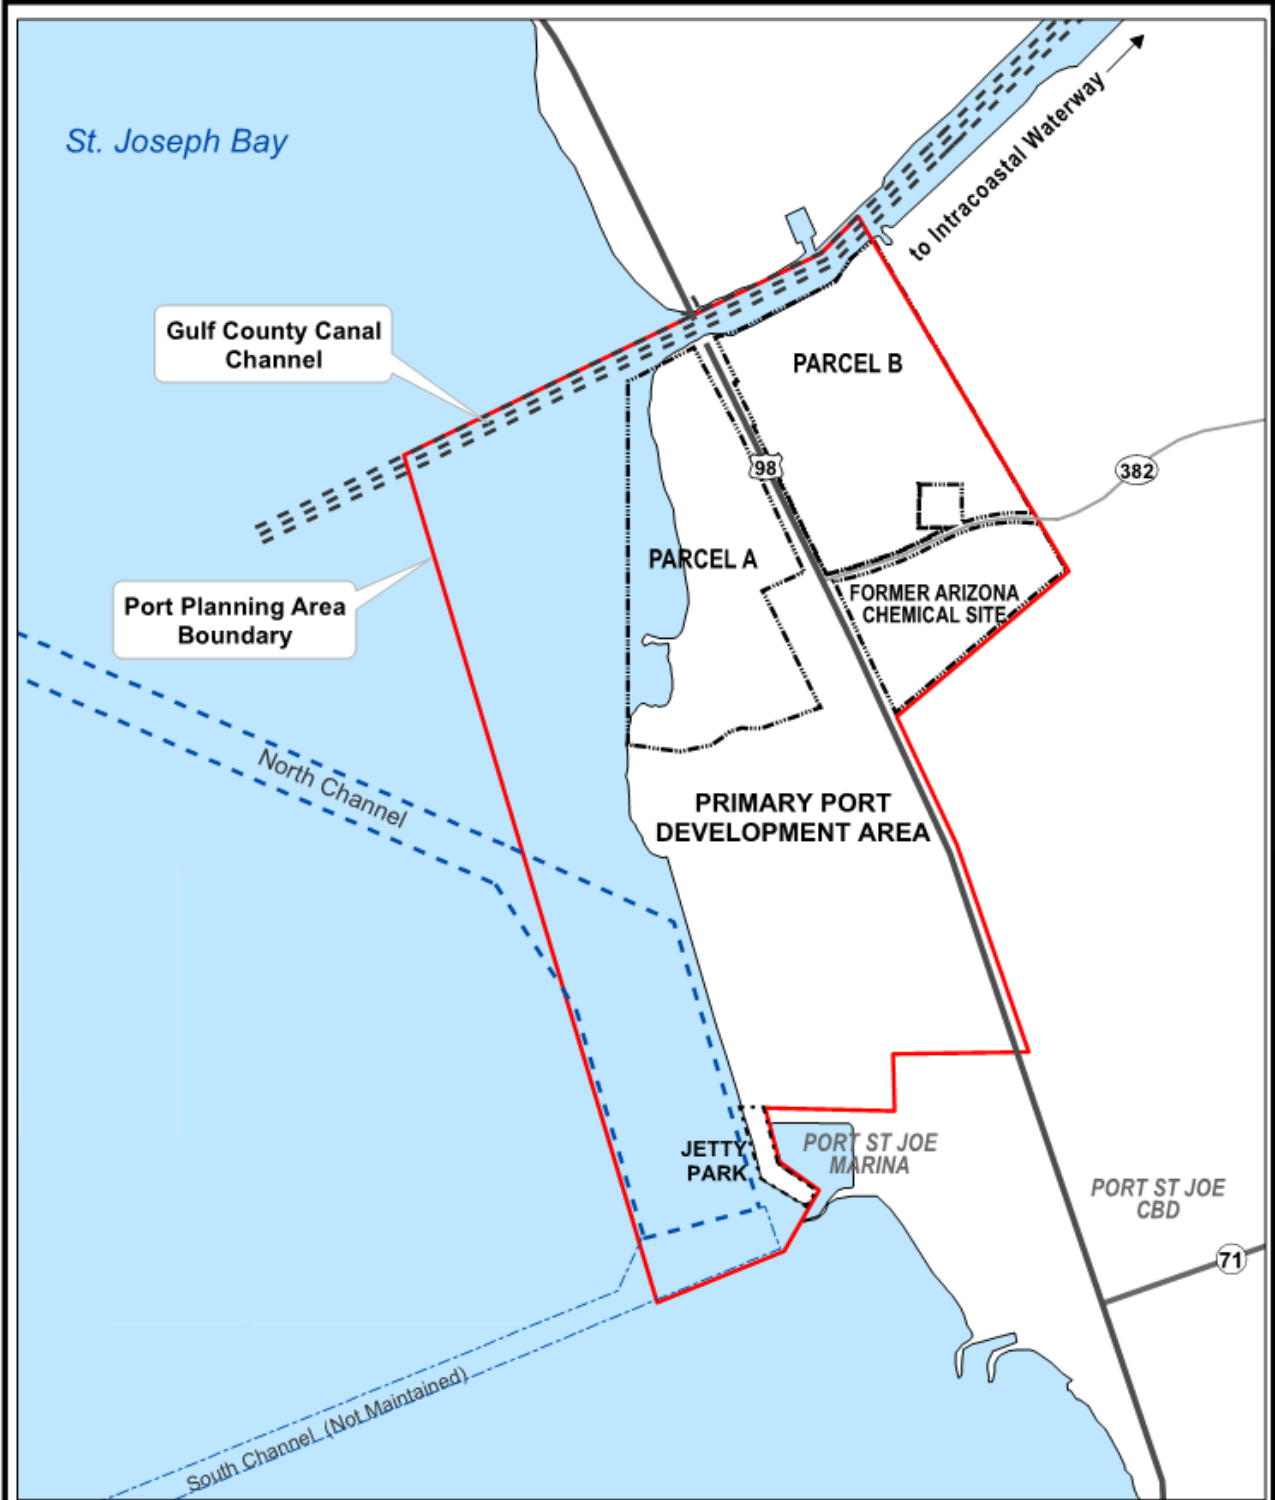 St. Joseph Bay
to Intracoastal Waterway
Gulf County Canal
Channel
PARCEL B
98
382
PARCEL A
Port Planning Area
Boundary
FORMER ARIZONA
CHEMICAL SITE
North Channel
PRIMARY PORT
DEVELOPMENT AREA
JETTY
PARK
PORT ST JOE
MARINA
PORT ST JOE
CBD
71
South Channel (Not Maintained)